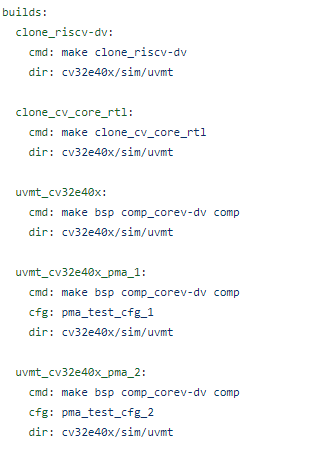 builds:
  clone_riscv-dv:
    cmd: make clone_riscv-dv
    dir: cv32e40x/sim/uvmt

  clone_cv_core_rtl:
    cmd: make clone_cv_core_rtl
    dir: cv32e40x/sim/uvmt

  uvmt_cv32e40x:
    cmd: make bsp comp_corev-dv comp
    dir: cv32e40x/sim/uvmt

  uvmt_cv32e40x_pma_1:
    cmd: make bsp comp_corev-dv comp
    cfg: pma_test_cfg_1
    dir: cv32e40x/sim/uvmt

  uvmt_cv32e40x_pma_2:
    cmd: make bsp comp_corev-dv comp
    cfg: pma_test_cfg_2
    dir: cv32e40x/sim/uvmt